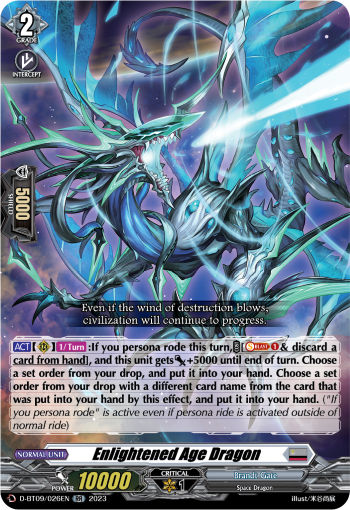 2
GRADE
INTERCEPT
5000
SHIELD
Even if the wind of destruction blows,
civilization will continue to progress.
ACT 1/Turn :If you persona rode this turn, [COST] [ BLAST 1 & discard a
card from hand], and this unit gets +5000 until end of turn. Choose
a set order from your drop, and put it into your hand. Choose a set
order from your drop with a different card name from the card that
was put into your hand by this effect, and put it into your hand. ("If
you persona rode" is active even if persona ride is activated outside of
normal ride)
NORMAL UNIT
Enlightened Age Dragon
POWER 10000 CRITICAL 1
Brandt Gate
Space Dragon
D-BT09/026EN RR 2023 illust/米谷尚展